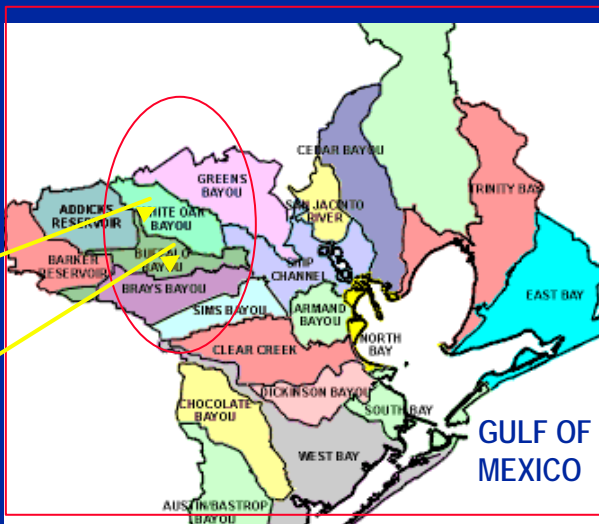 CEDAR BAYOU
GREENS
BAYOU
TRINITY BAY
SAN JACINTO
RIVER
ADDICKS
RESERVOIR
WHITE OAK
BAYOU
BUFFALO
BAYOU
SHIP
CHANNEL
BARKER
RESERVOIR
BRAYS BAYOU
EAST BAY
SIMS BAYOU
ARMAND
BAYOU
NORTH
BAY
CLEAR CREEK
DICKINSON BAYOU
CHOCOLATE
BAYOU
SOUTH BAY
GULF OF
MEXICO
WEST BAY
AUSTIN/BASTROP
BAYOU